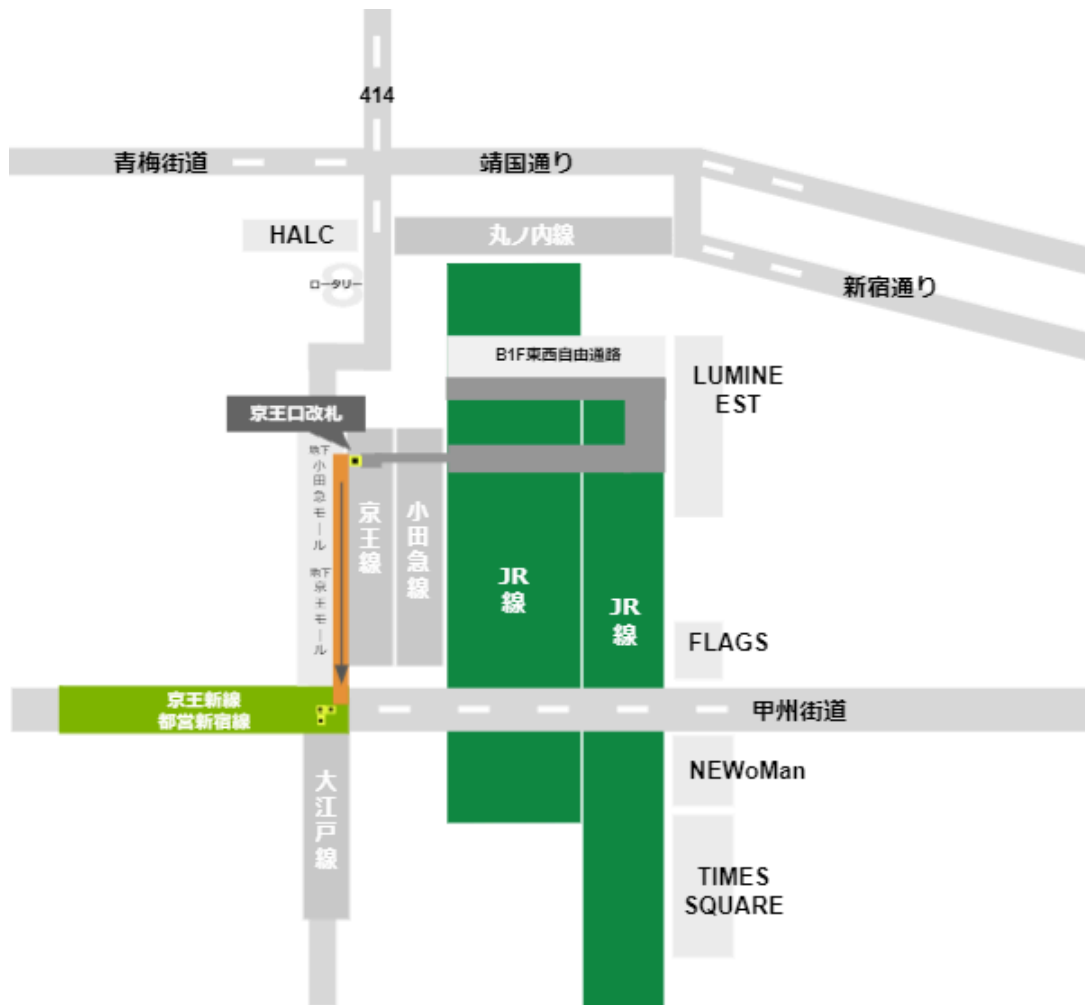 414
青梅街道
靖国通り
HALC
丸ノ内線
ロータリー
8
新宿通り
B1F東西自由通路
LUMINE
EST
京王口改札
地下
小田急モール
地下
京王モール
京王線
小田急線
JR
線
JR
線
FLAGS
京王新線
都営新宿線
甲州街道
大江戸線
NEWoMan
TIMES
SQUARE